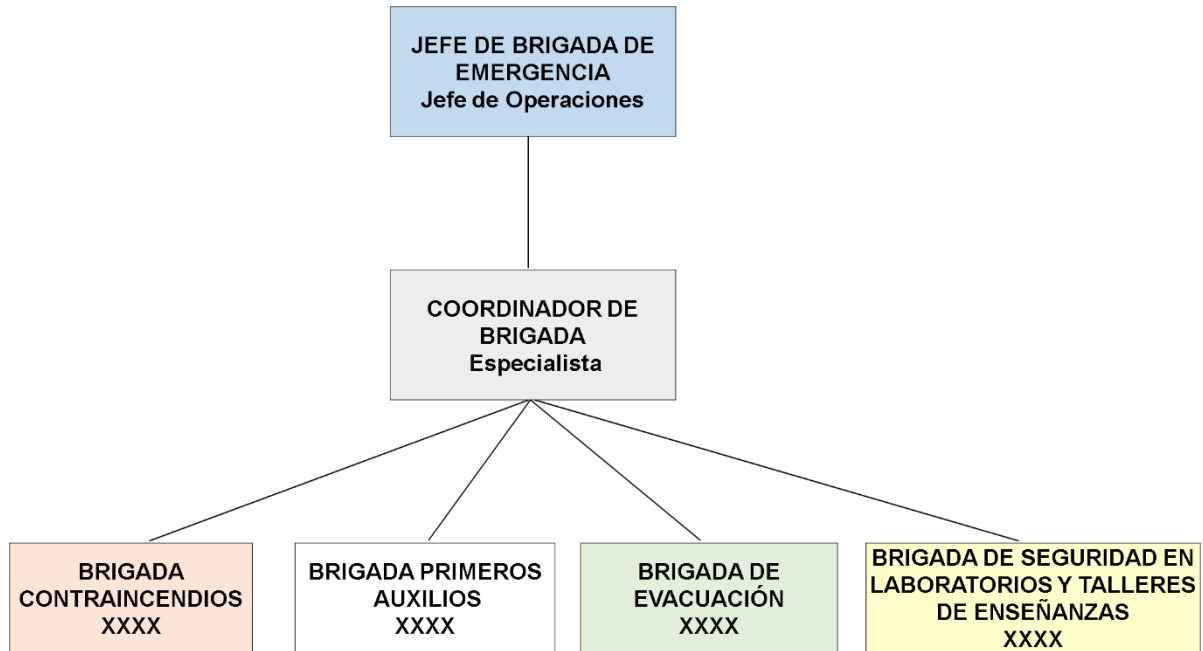 JEFE DE BRIGADA DE
EMERGENCIA
Jefe de Operaciones
COORDINADOR DE
BRIGADA
Especialista
BRIGADA
CONTRAINCENDIOS
XXXX
BRIGADA PRIMEROS
AUXILIOS
XXXX
BRIGADA DE
EVACUACIÓN
XXXX
BRIGADA DE SEGURIDAD EN
LABORATORIOS Y TALLERES
DE ENSEÑANZAS
XXXX